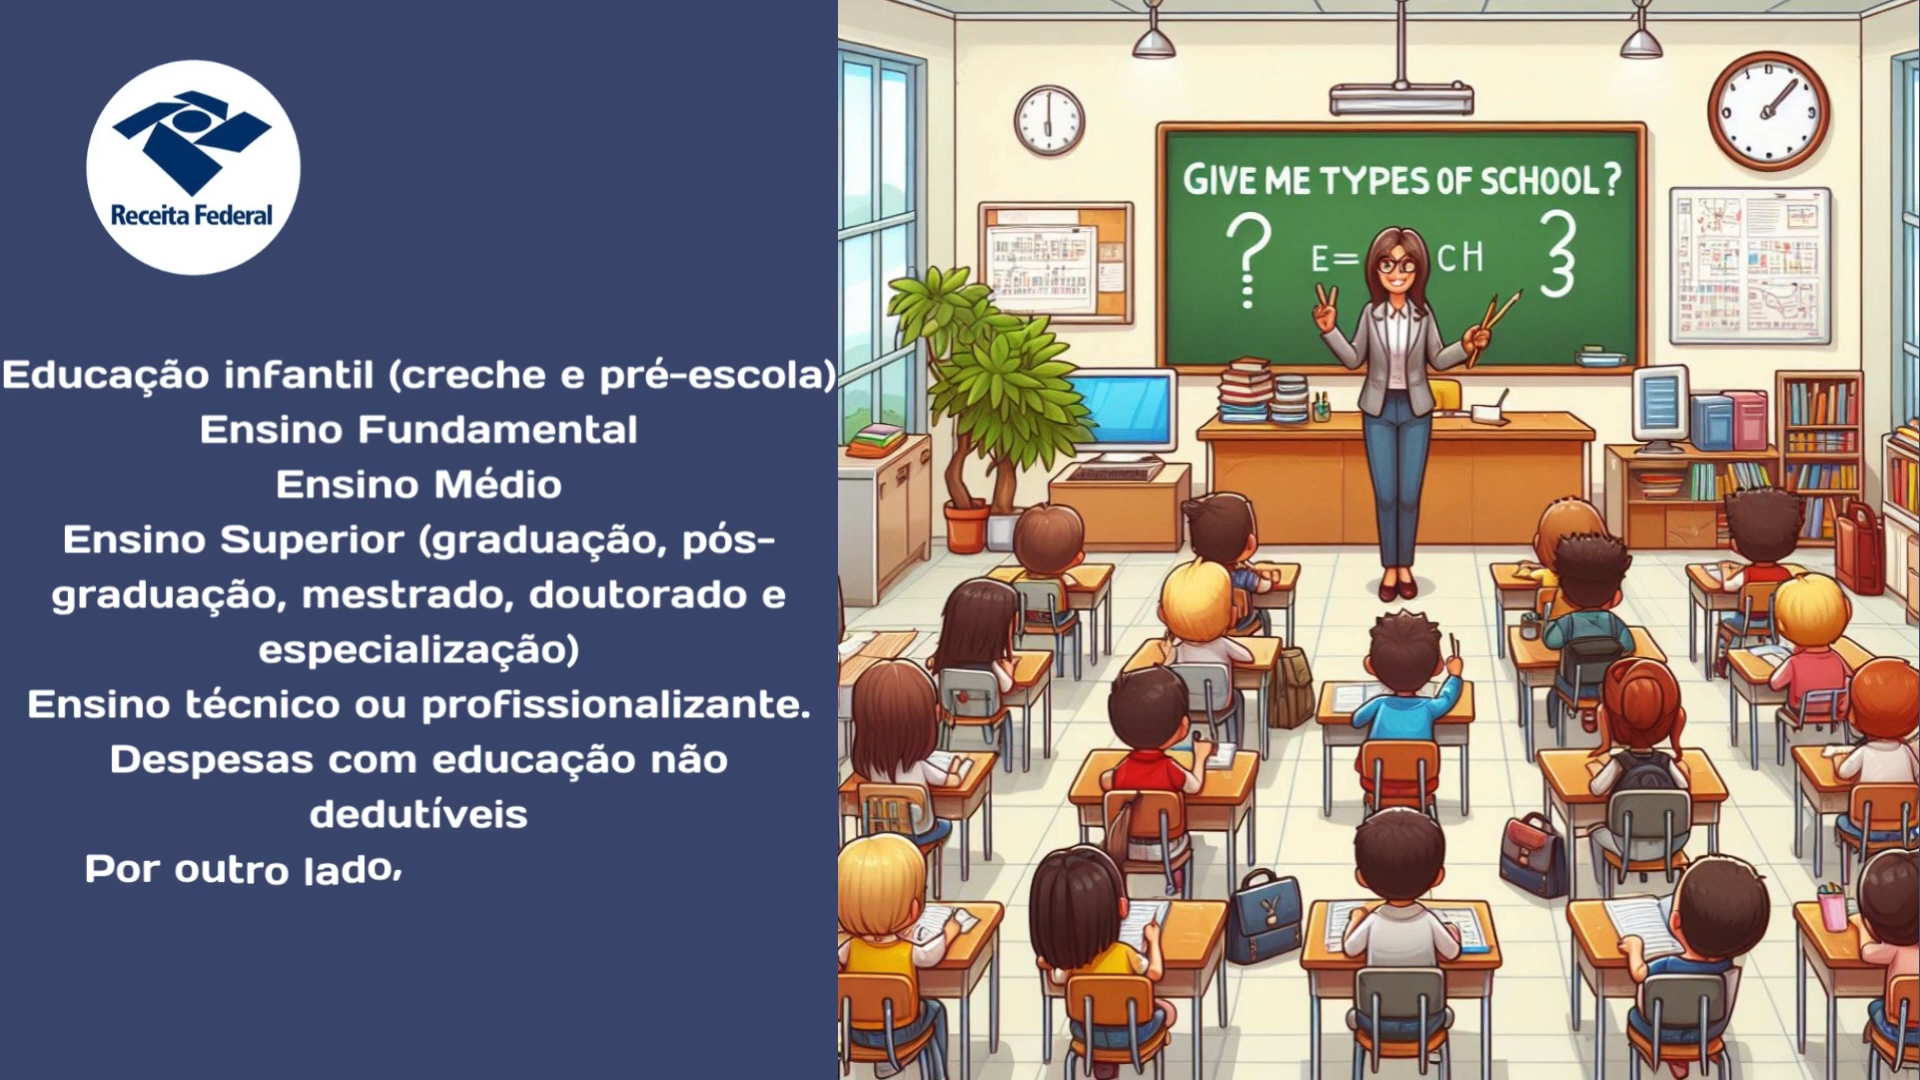 Receita Federal
Educação infantil (creche e pré-escola)
Ensino Fundamental
Ensino Médio
Ensino Superior (graduação, pós-
graduação, mestrado, doutorado e
especialização)
Ensino técnico ou profissionalizante.
Despesas com educação não
dedutíveis
Por outro lado,
GIVE ME TYPES OF SCHOOL?
? E= CH 3